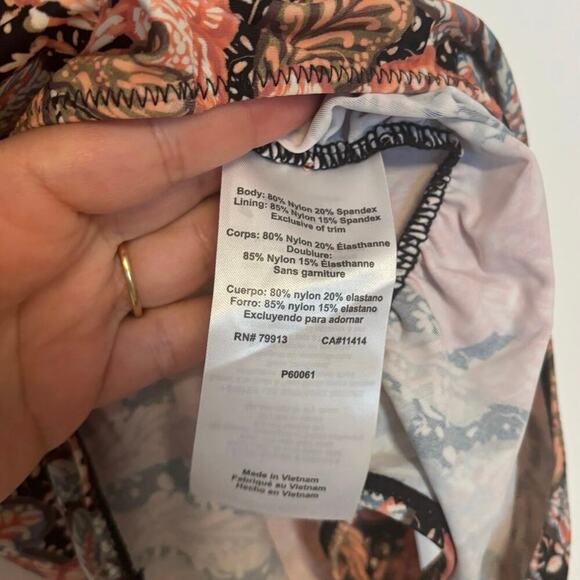 Body: 80% Nylon 20% Spandex
Lining: 85% Nylon 15% Spandex
Exclusive of trim
Corps: 80% Nylon 20% Élasthanne
Doublure:
85% Nylon 15% Élasthanne
Sans garniture
Cuerpo: 80% nylon 20% elastano
Forro: 85% nylon 15% elastano
Excluyendo para adornar
RN# 79913 CA#11414
P60061
Made in Vietnam
Fabriqué au Vietnam
Hecho en Vietnam